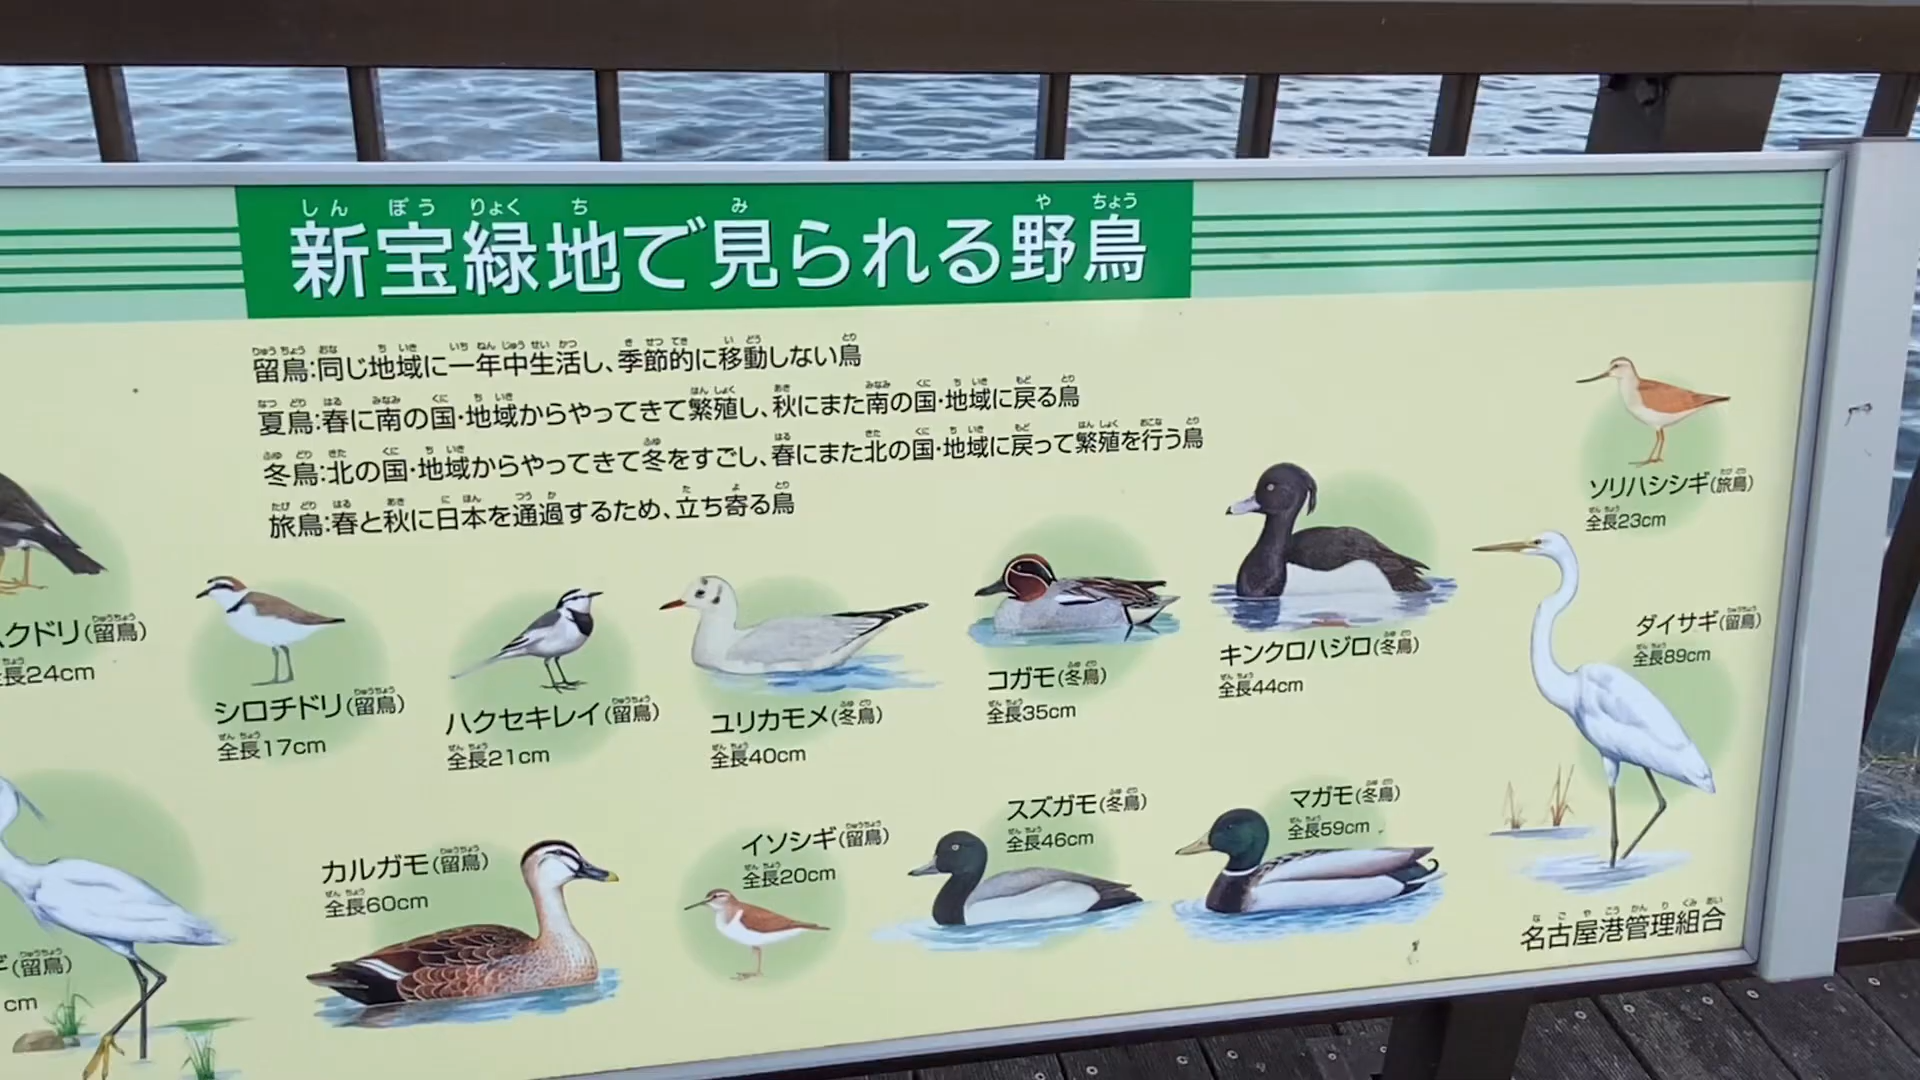 新宝緑地で見られる野鳥
留鳥:同じ地域に一年中生活し、季節的に移動しない鳥
夏鳥:春に南の国・地域からやってきて繁殖し、秋にまた南の国・地域に戻る鳥
冬鳥:北の国・地域からやってきて冬をすごし、春にまた北の国・地域に戻って繁殖を行う鳥
旅鳥:春と秋に日本を通過するため、立ち寄る鳥
ソリハシシギ(旅鳥)
全長23cm
クドリ(留鳥)
全長24cm
シロチドリ(留鳥)
全長17cm
ハクセキレイ(留鳥)
全長21cm
ユリカモメ(冬鳥)
全長40cm
コガモ(冬鳥)
全長35cm
キンクロハジロ(冬鳥)
全長44cm
ダイサギ(留鳥)
全長89cm
(留鳥)
cm
カルガモ(留鳥)
全長60cm
イソシギ(留鳥)
全長20cm
スズガモ(冬鳥)
全長46cm
マガモ(冬鳥)
全長59cm
名古屋港管理組合